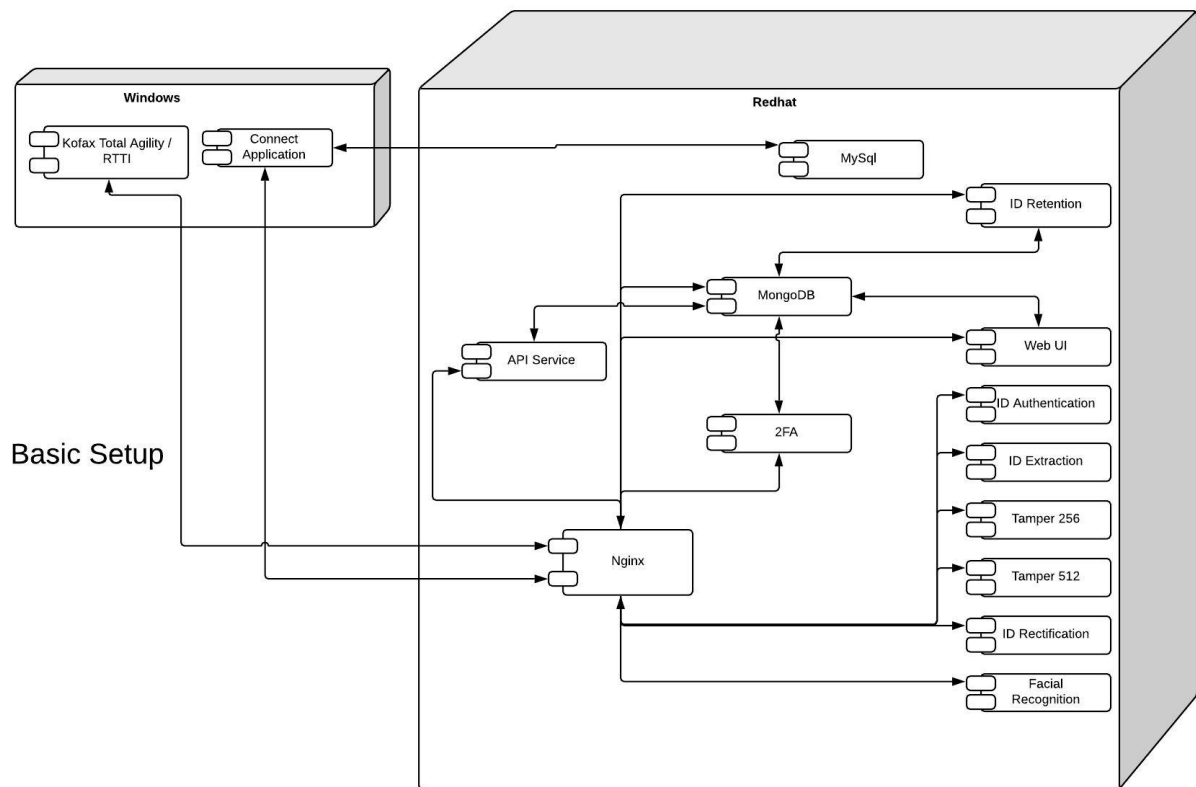 Windows
Redhat
Kofax Total Agility /
RTTI
Connect
Application
MySql
ID Retention
MongoDB
Web UI
API Service
ID Authentication
2FA
Basic Setup
ID Extraction
Tamper 256
Nginx
Tamper 512
ID Rectification
Facial
Recognition